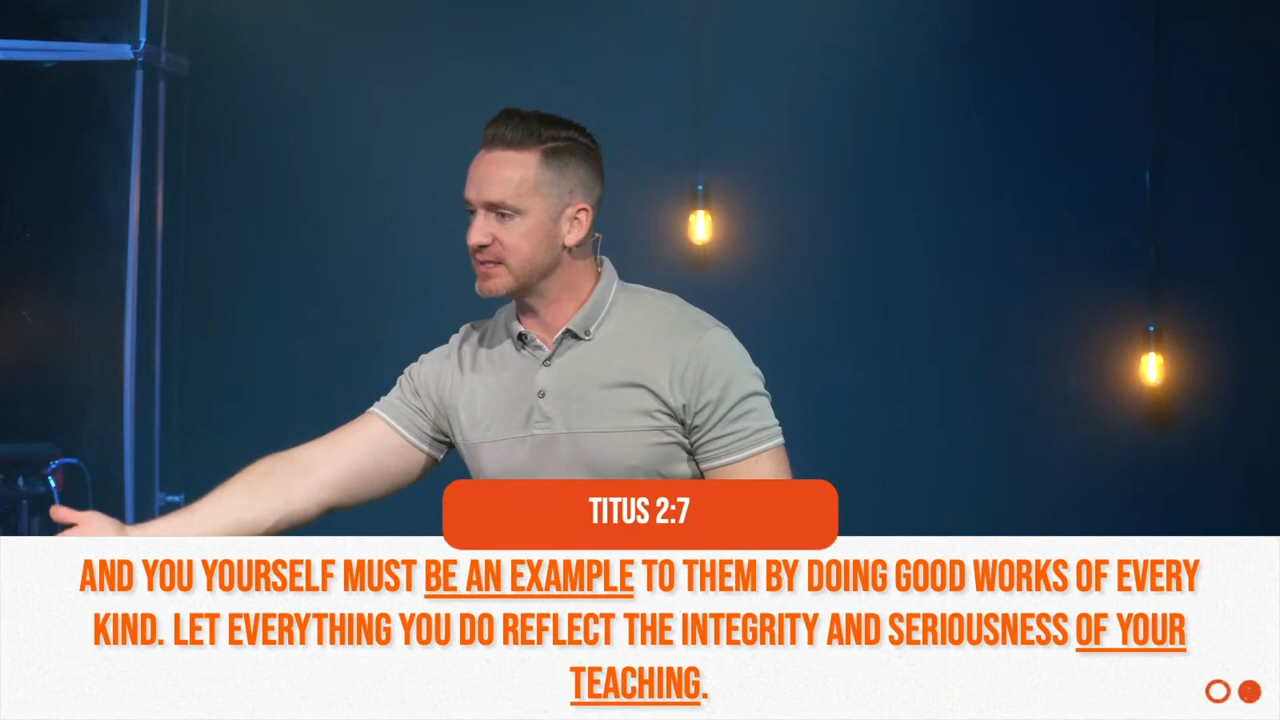 TITUS 2:7
AND YOU YOURSELF MUST BE AN EXAMPLE TO THEM BY DOING GOOD WORKS OF EVERY
KIND. LET EVERYTHING YOU DO REFLECT THE INTEGRITY AND SERIOUSNESS OF YOUR
TEACHING.